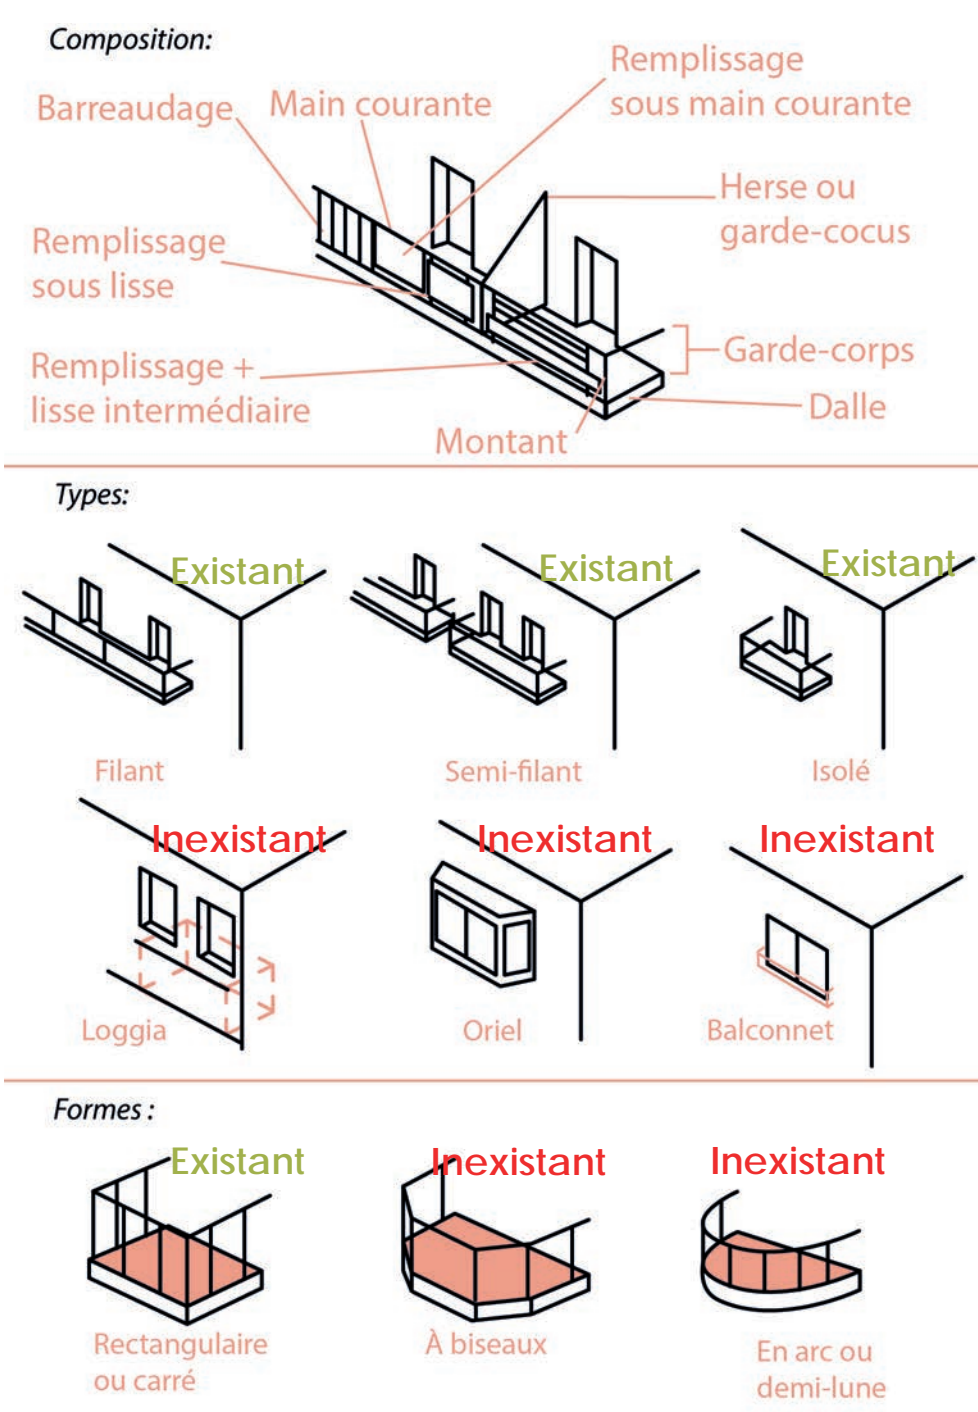 Composition:
Remplissage
sous main courante
Barreaudage
Main courante
Herse ou
garde-cocus
Remplissage
sous lisse
Garde-corps
Remplissage +
lisse intermédiaire
Dalle
Montant
Types:
Existant
Existant
Existant
Filant
Semi-filant
Isolé
Inexistant
Inexistant
Inexistant
Loggia
Oriel
Balconnet
Formes :
Existant
Inexistant
Inexistant
Rectangulaire
ou carré
À biseaux
En arc ou
demi-lune